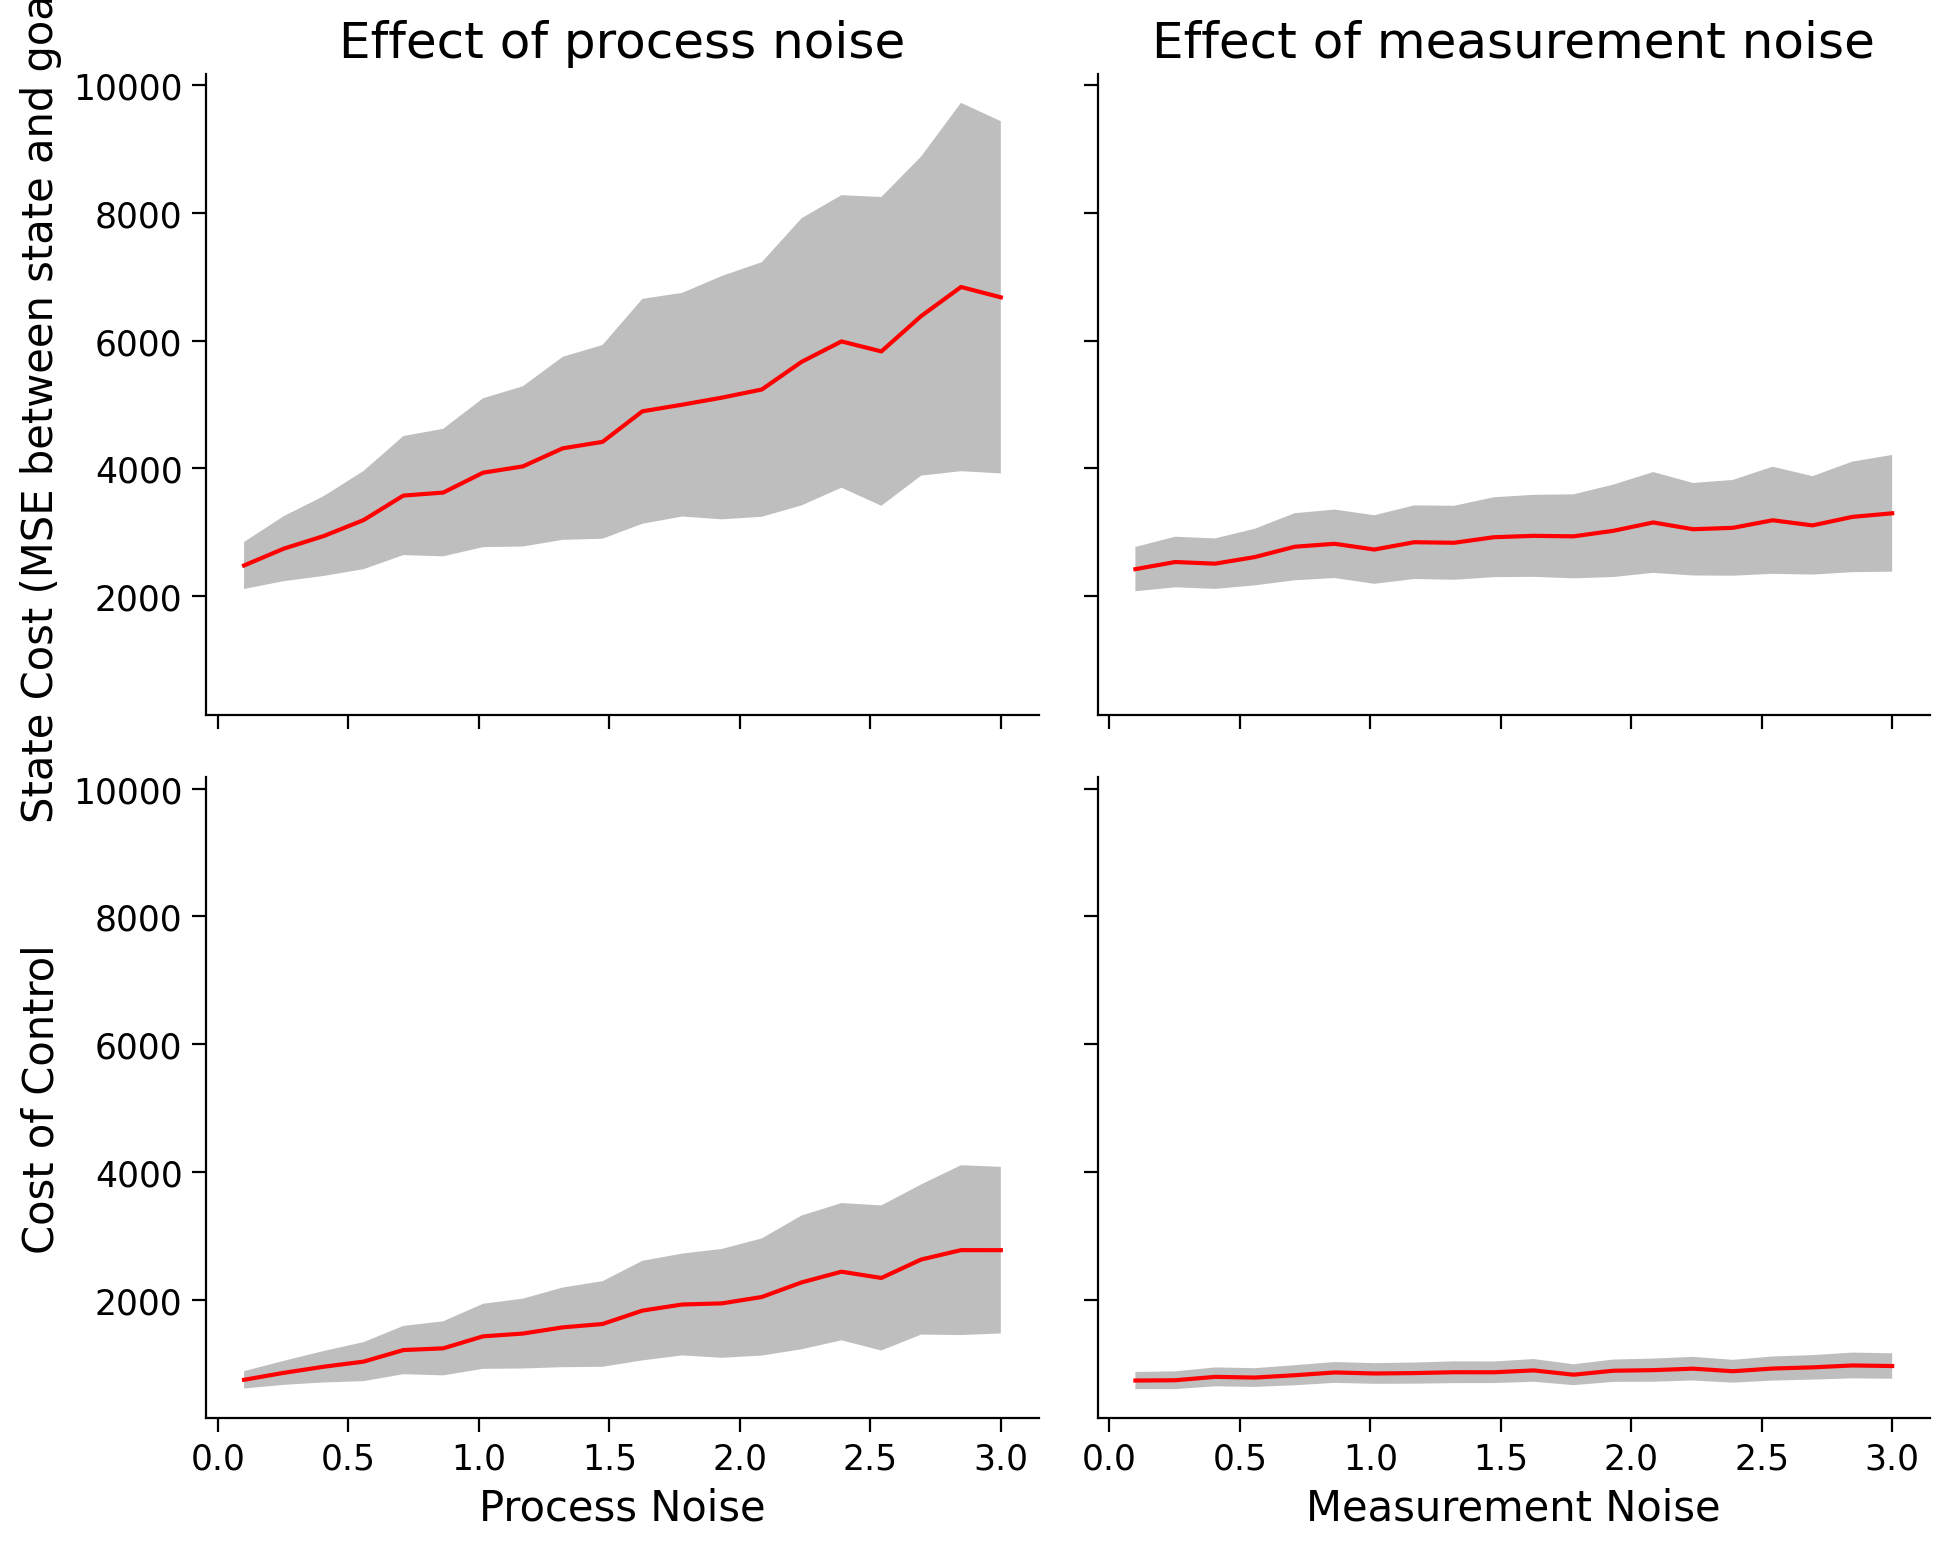 Effect of process noise
Effect of measurement noise
State Cost (MSE between state and
10000
8000
6000
4000
2000
Cost of Control
10000
8000
6000
4000
2000
0.0 0.5 1.0 1.5 2.0 2.5 3.0
0.0 0.5 1.0 1.5 2.0 2.5 3.0
Process Noise
Measurement Noise